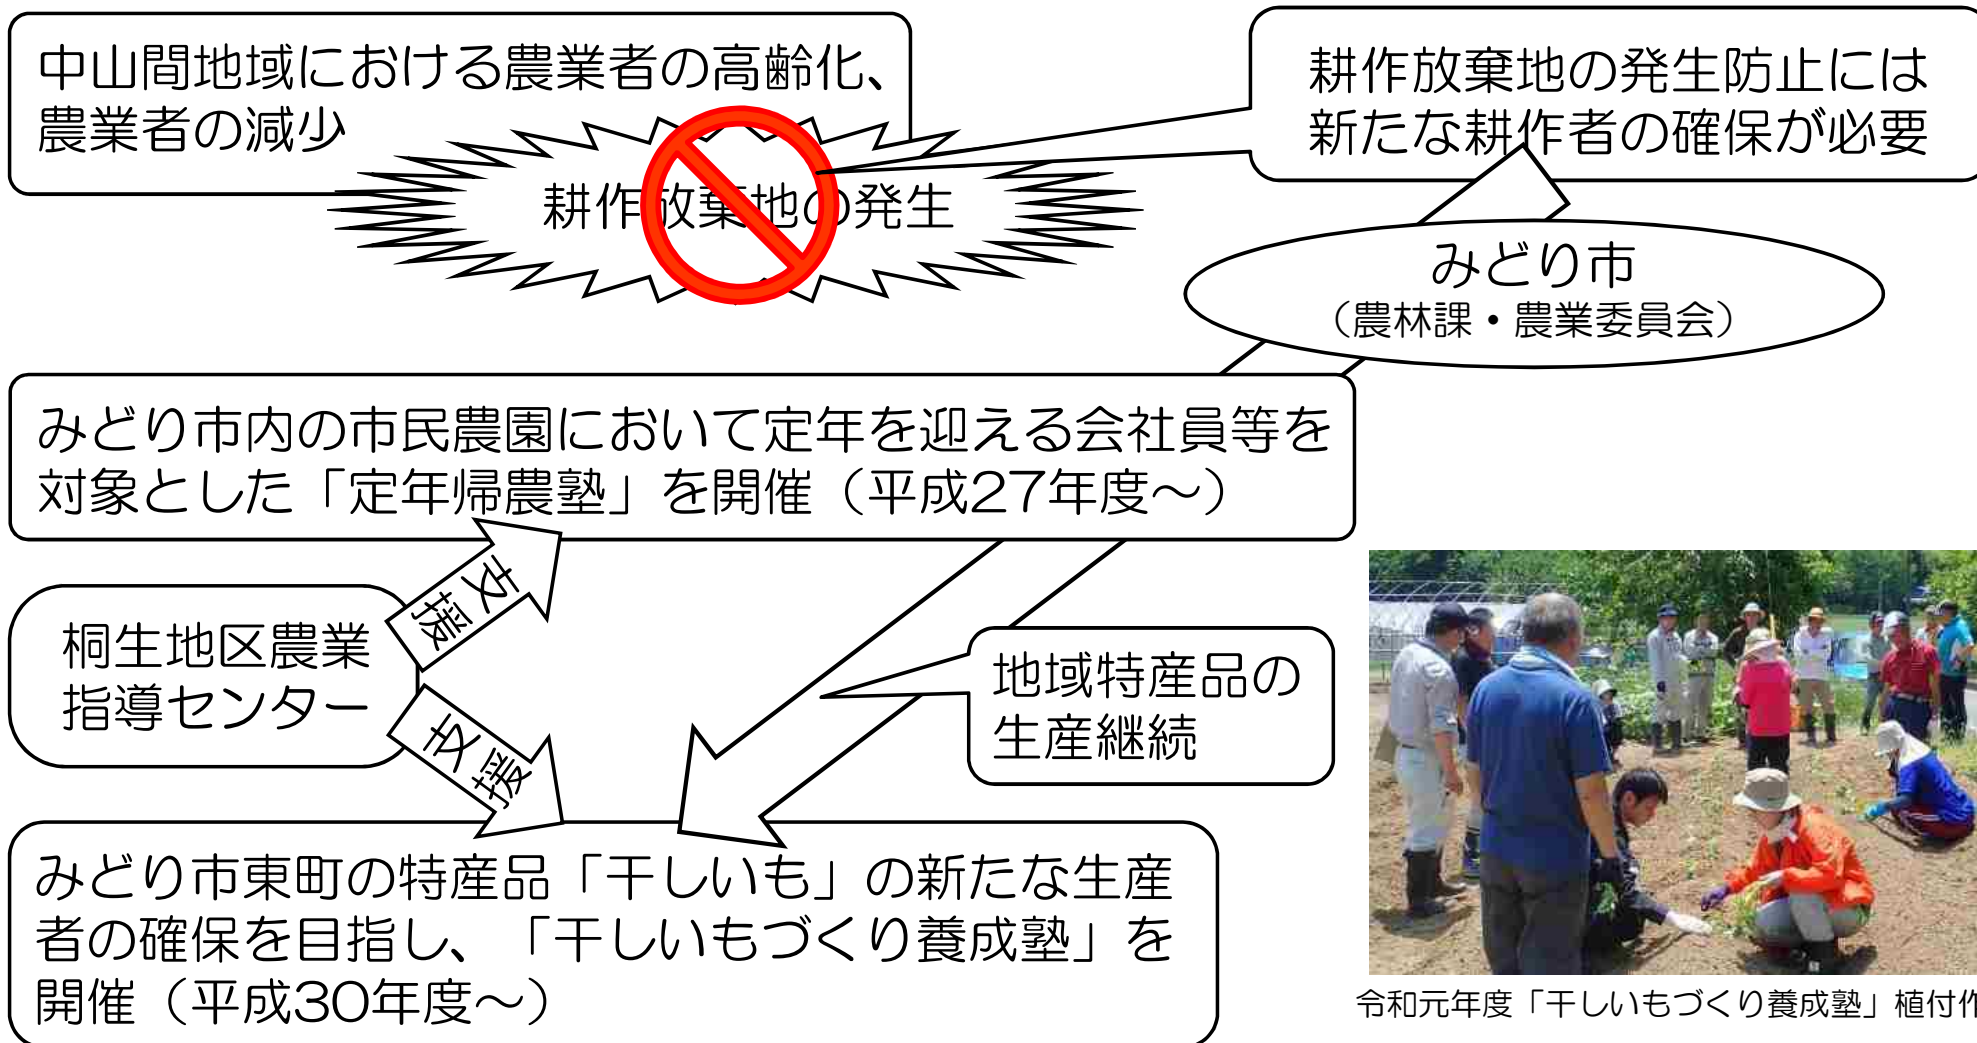 中山間地域における農業者の高齢化、
農業者の減少
耕作放棄地の発生
耕作放棄地の発生防止には
新たな耕作者の確保が必要
みどり市
（農林課・農業委員会）
みどり市内の市民農園において定年を迎える会社員等を
対象とした「定年帰農塾」を開催（平成27年度～）
支援
桐生地区農業
指導センター
支援
地域特産品の
生産継続
みどり市東町の特産品「干しいも」の新たな生産
者の確保を目指し、「干しいもづくり養成塾」を
開催（平成30年度～）
令和元年度「干しいもづくり養成塾」植付作